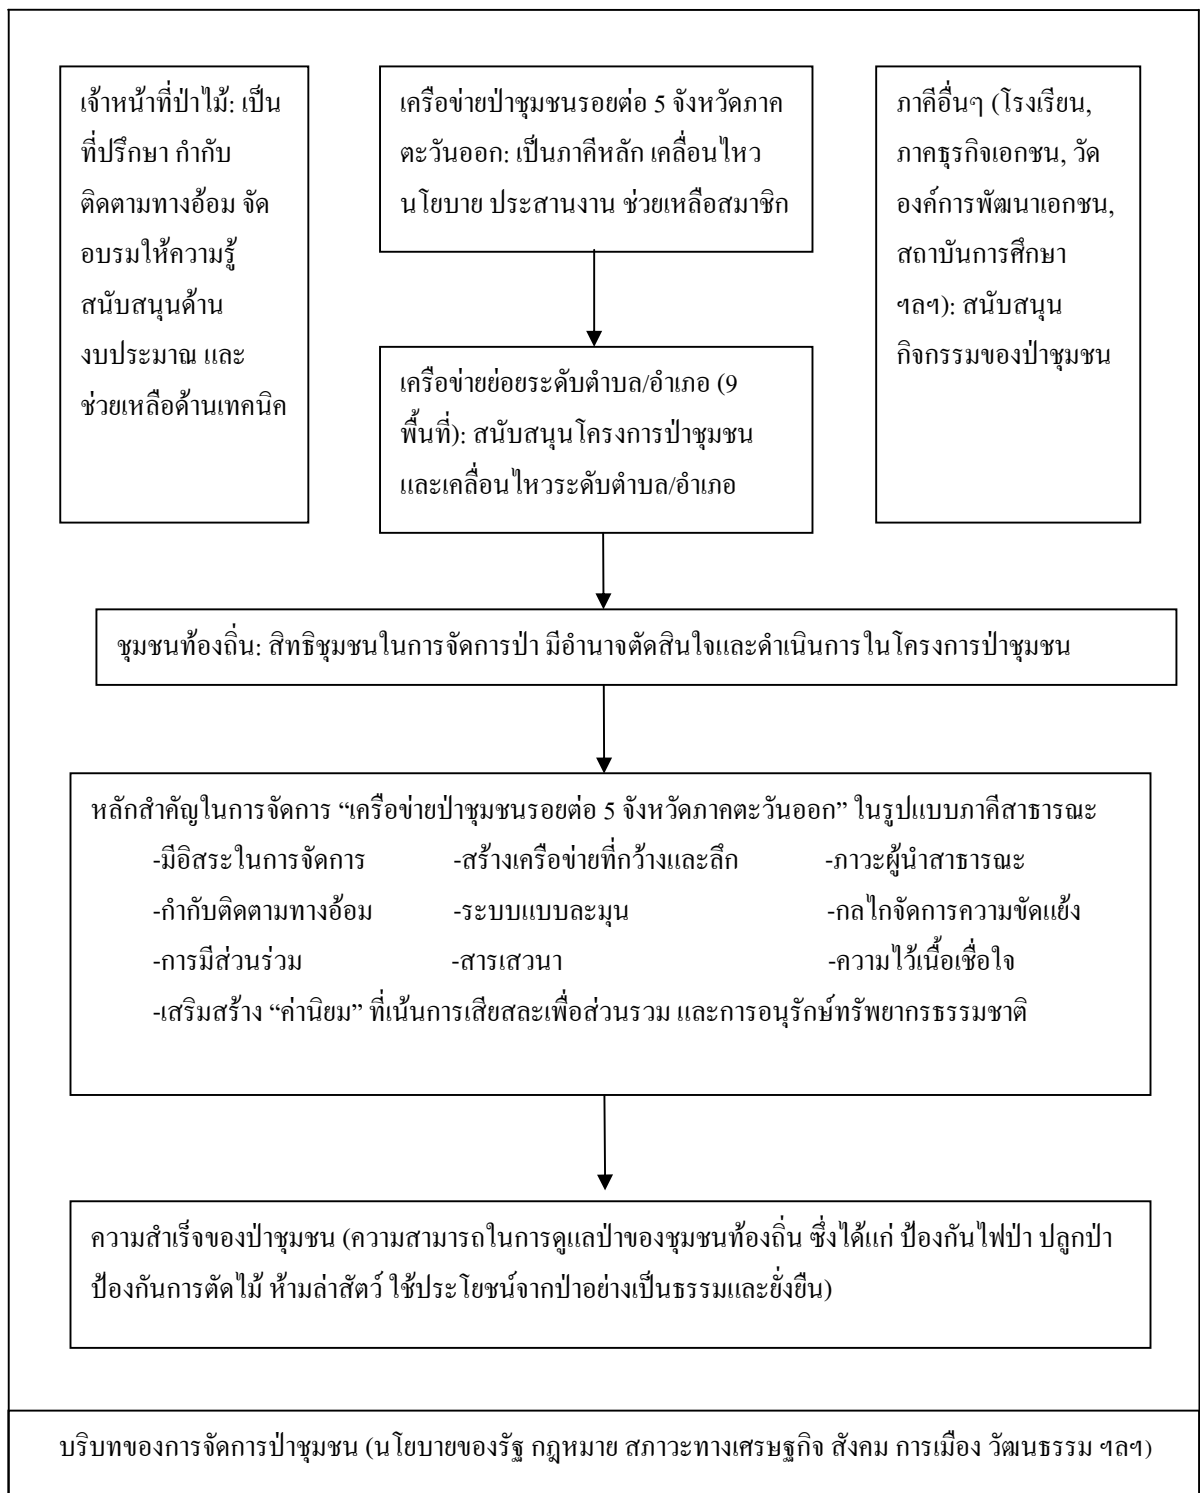 เจ้าหน้าที่ป่าไม้: เป็น
ที่ปรึกษา กำกับ
ติดตามทางอ้อม จัด
อบรมให้ความรู้
สนับสนุนด้าน
งบประมาณ และ
ช่วยเหลือด้านเทคนิค
เครือข่ายป่าชุมชนรอยต่อ 5 จังหวัดภาค
ตะวันออก: เป็นภาคีหลัก เคลื่อนไหว
นโยบาย ประสานงาน ช่วยเหลือสมาชิก
ภาคีอื่นๆ (โรงเรียน,
ภาคธุรกิจเอกชน, วัด
องค์การพัฒนาเอกชน,
สถาบันการศึกษา
ฯลฯ): สนับสนุน
กิจกรรมของป่าชุมชน
เครือข่ายย่อยระดับตำบล/อำเภอ (9
พื้นที่): สนับสนุนโครงการป่าชุมชน
และเคลื่อนไหวระดับตำบล/อำเภอ
ชุมชนท้องถิ่น: สิทธิชุมชนในการจัดการป่า มีอำนาจตัดสินใจและดำเนินการในโครงการป่าชุมชน
หลักสำคัญในการจัดการ “เครือข่ายป่าชุมชนรอยต่อ 5 จังหวัดภาคตะวันออก” ในรูปแบบภาคีสาธารณะ
-มีอิสระในการจัดการ -สร้างเครือข่ายที่กว้างและลึก -ภาวะผู้นำสาธารณะ
-กำกับติดตามทางอ้อม -ระบบแบบละมุน -กลไกจัดการความขัดแย้ง
-การมีส่วนร่วม -สารเสวนา -ความไว้เนื้อเชื่อใจ
-เสริมสร้าง “ค่านิยม” ที่เน้นการเสียสละเพื่อส่วนรวม และการอนุรักษ์ทรัพยากรธรรมชาติ
ความสำเร็จของป่าชุมชน (ความสามารถในการดูแลป่าของชุมชนท้องถิ่น ซึ่งได้แก่ ป้องกันไฟป่า ปลูกป่า
ป้องกันการตัดไม้ ห้ามล่าสัตว์ ใช้ประโยชน์จากป่าอย่างเป็นธรรมและยั่งยืน)
บริบทของการจัดการป่าชุมชน (นโยบายของรัฐ กฎหมาย สภาวะทางเศรษฐกิจ สังคม การเมือง วัฒนธรรม ฯลฯ)